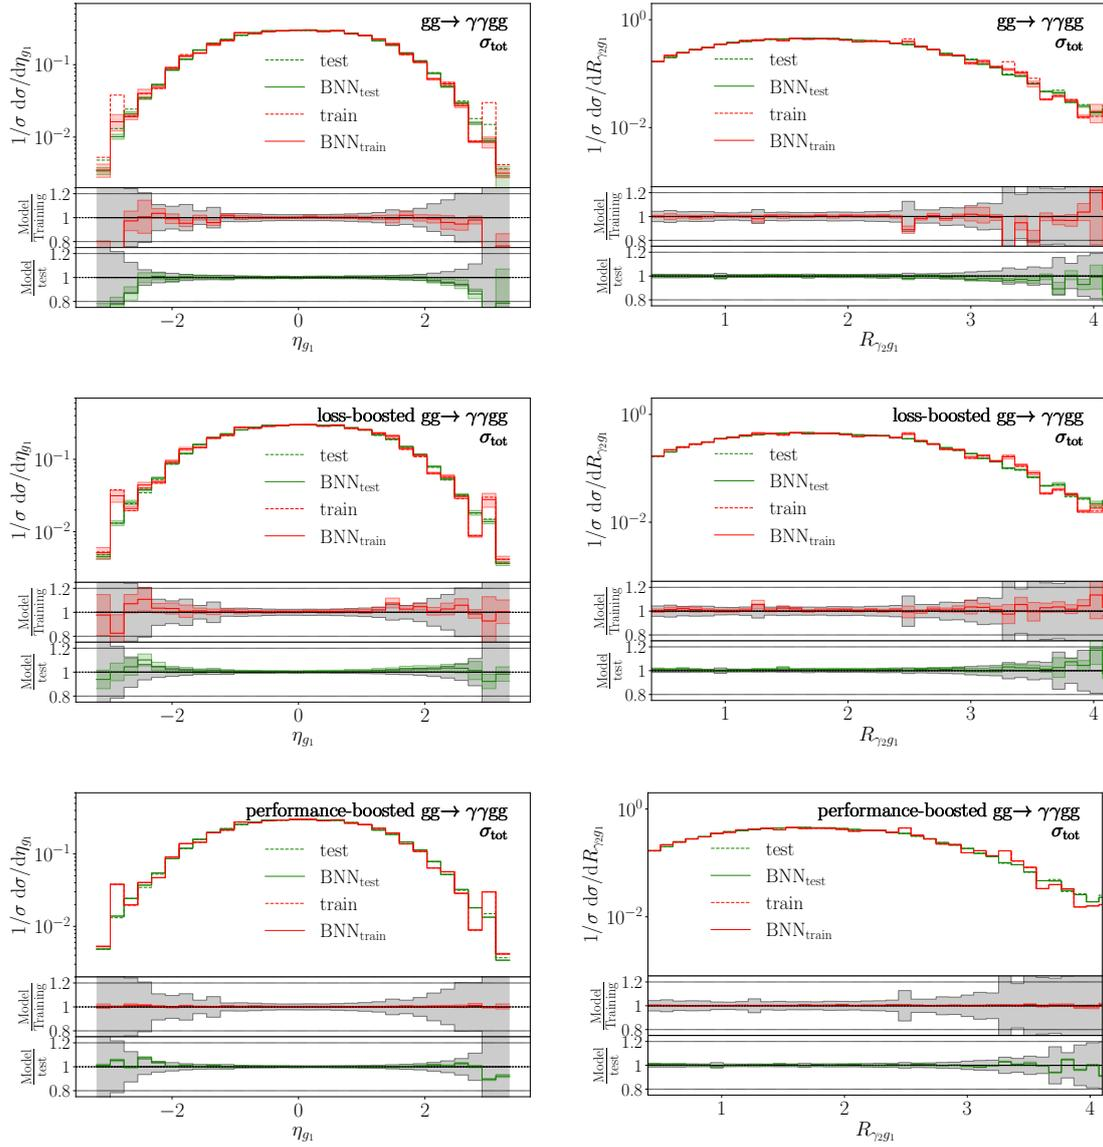 gg→ γγgg
σtot
1/σ dσ/dηg1
10−1
10−2
test
BNNtest
train
BNNtrain
Model
Training
1.2
1
0.8
Model
test
1.2
1
0.8
−2 0 2
ηg1
gg→ γγgg
σtot
1/σ dσ/dRγ2g1
100
10−2
test
BNNtest
train
BNNtrain
Model
Training
1.2
1
0.8
Model
test
1.2
1
0.8
1 2 3 4
Rγ2g1
loss-boosted gg→ γγgg
σtot
1/σ dσ/dηg1
10−1
10−2
test
BNNtest
train
BNNtrain
Model
Training
1.2
1
0.8
Model
test
1.2
1
0.8
−2 0 2
ηg1
loss-boosted gg→ γγgg
σtot
1/σ dσ/dRγ2g1
100
10−2
test
BNNtest
train
BNNtrain
Model
Training
1.2
1
0.8
Model
test
1.2
1
0.8
1 2 3 4
Rγ2g1
performance-boosted gg→ γγgg
σtot
1/σ dσ/dηg1
10−1
10−2
test
BNNtest
train
BNNtrain
Model
Training
1.2
1
0.8
Model
test
1.2
1
0.8
−2 0 2
ηg1
performance-boosted gg→ γγgg
σtot
1/σ dσ/dRγ2g1
100
10−2
test
BNNtest
train
BNNtrain
Model
Training
1.2
1
0.8
Model
test
1.2
1
0.8
1 2 3 4
Rγ2g1